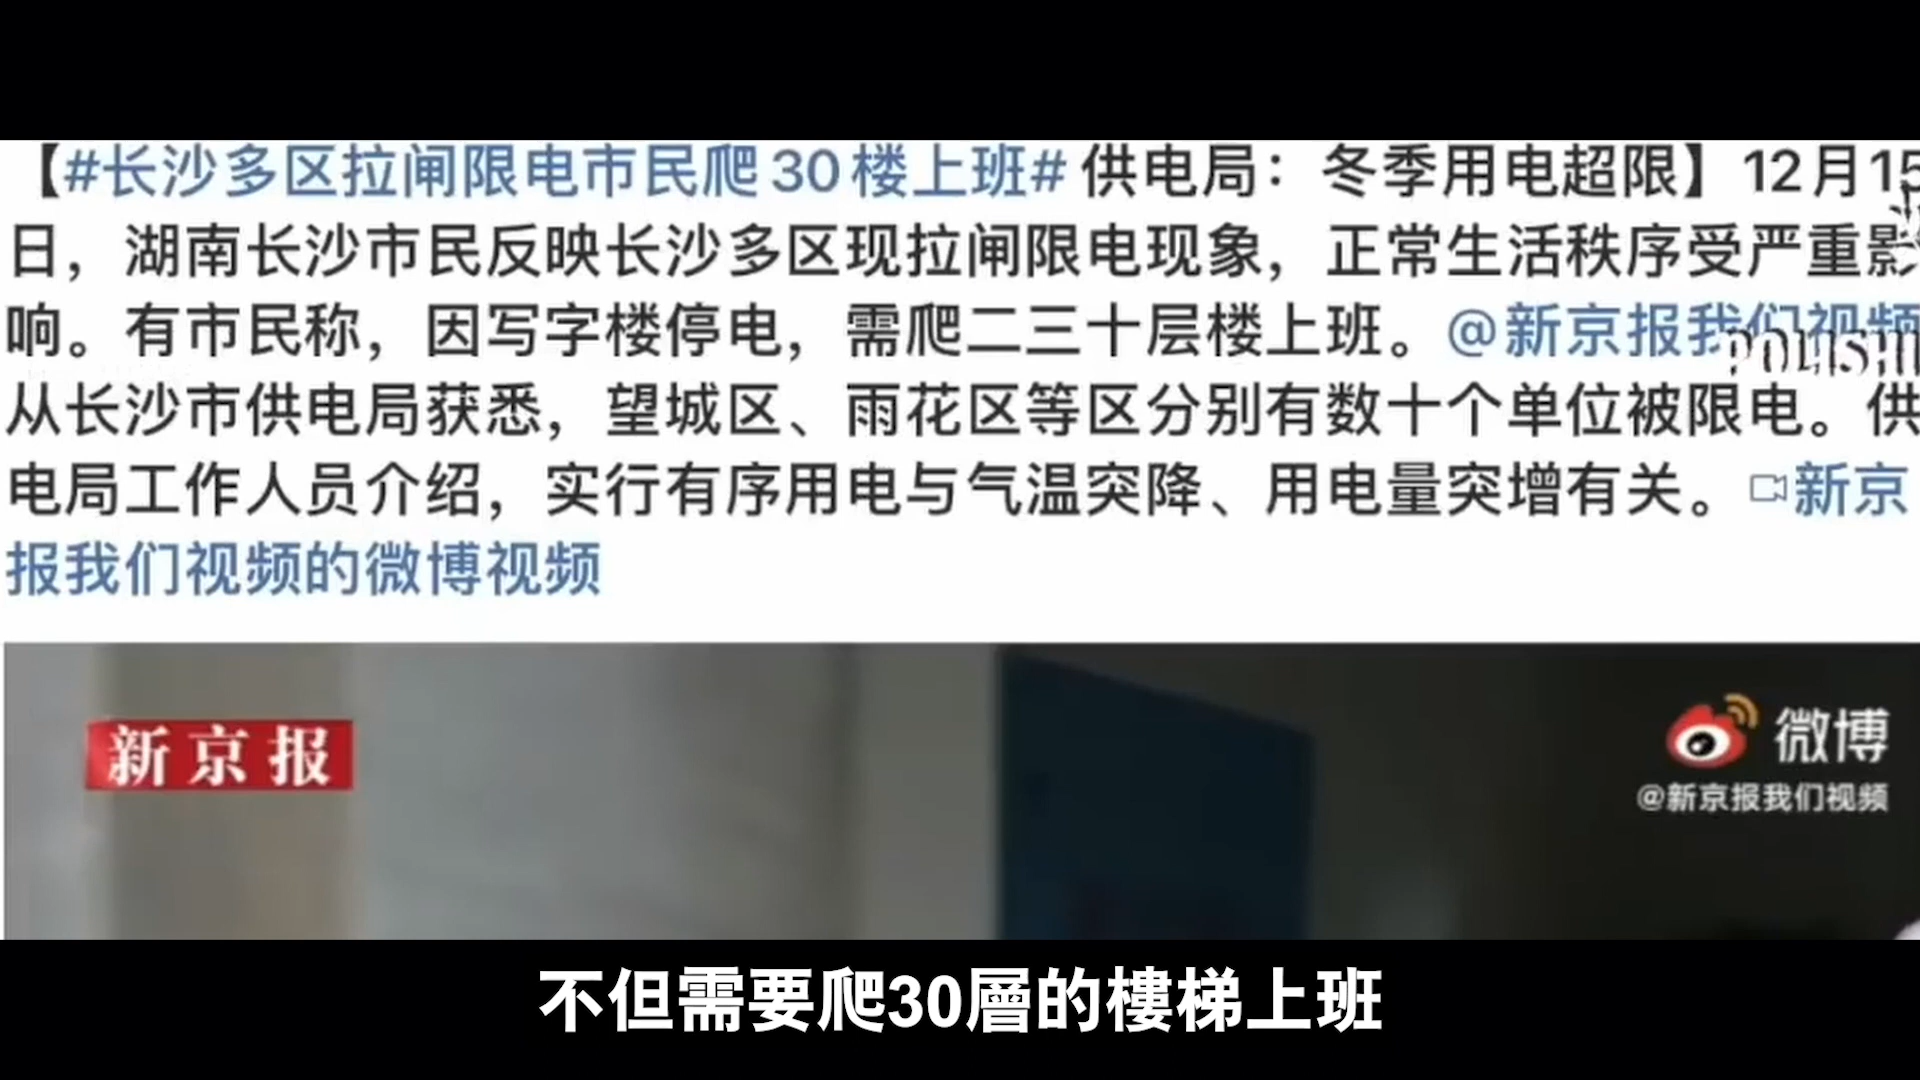 【#长沙多区拉闸限电市民爬30楼上班# 供电局：冬季用电超限】12月15
日，湖南长沙市民反映长沙多区现拉闸限电现象，正常生活秩序受严重影
响。有市民称，因写字楼停电，需爬二三十层楼上班。@新京报我们视频
POLISHI
从长沙市供电局获悉，望城区、雨花区等区分别有数十个单位被限电。供
电局工作人员介绍，实行有序用电与气温突降、用电量突增有关。新京
报我们视频的微博视频
新京报
微博
@新京报我们视频
不但需要爬30層的樓梯上班